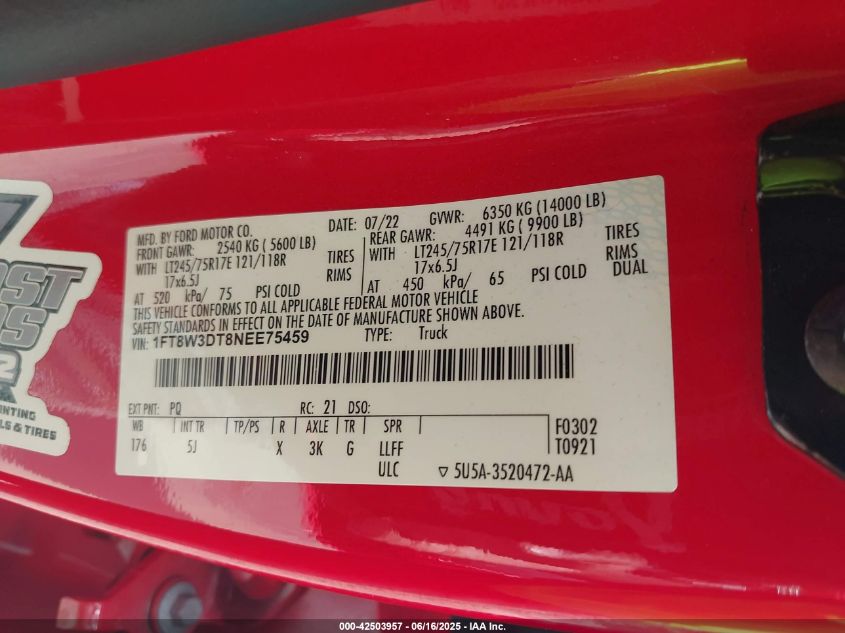 MFD. BY FORD MOTOR CO.
DATE: 07/22 GVWR: 6350 KG (14000 LB)
FRONT GAWR: 2540 KG ( 5600 LB)
REAR GAWR: 4491 KG ( 9900 LB)
WITH LT245/75R17E 121/118R TIRES
WITH LT245/75R17E 121/118R TIRES
17x6.5J RIMS
17x6.5J RIMS
AT 520 kPa/ 75 PSI COLD
AT 450 kPa/ 65 PSI COLD DUAL
THIS VEHICLE CONFORMS TO ALL APPLICABLE FEDERAL MOTOR VEHICLE
SAFETY STANDARDS IN EFFECT ON THE DATE OF MANUFACTURE SHOWN ABOVE.
VIN: 1FT8W3DT8NEE75459 TYPE: Truck
EXT PNT: PQ RC: 21 DSO:
WB INT TR TP/PS R AXLE TR SPR F0302
176 5J X 3K G LLFF T0921
ULC 5U5A-3520472-AA
2
LS & TIRES
000-42503957 - 06/16/2025 - IAA Inc.